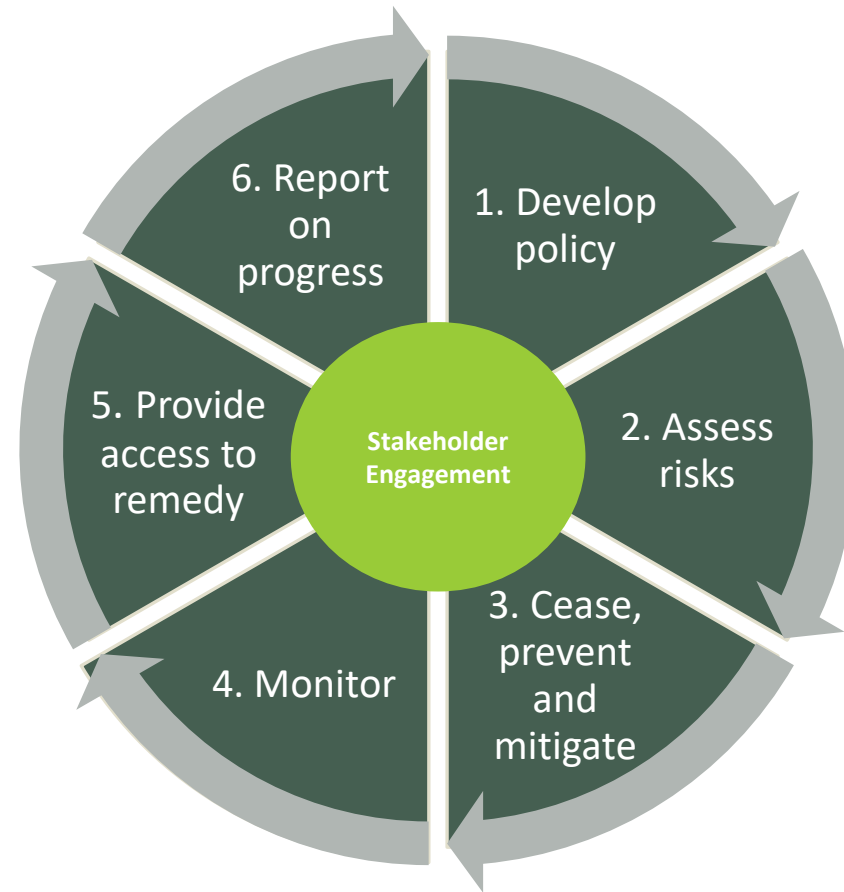 1. Develop
policy
2. Assess
risks
3. Cease,
prevent
and
mitigate
4. Monitor
5. Provide
access to
remedy
6. Report
on
progress
Stakeholder
Engagement